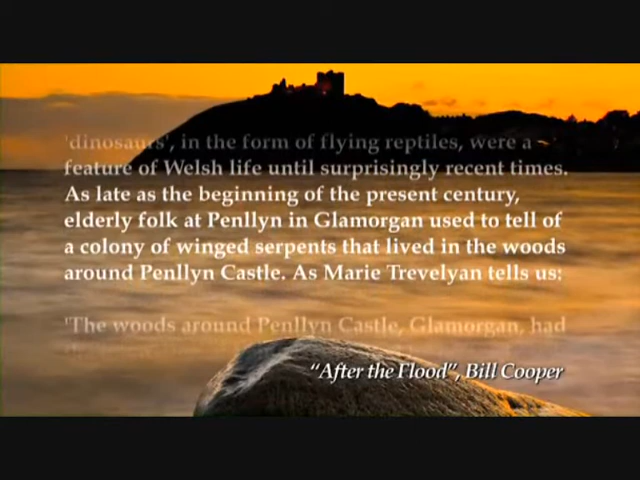 'dinosaurs', in the form of flying reptiles, were a
feature of Welsh life until surprisingly recent times.
As late as the beginning of the present century,
elderly folk at Penllyn in Glamorgan used to tell of
a colony of winged serpents that lived in the woods
around Penllyn Castle. As Marie Trevelyan tells us:
'The woods around Penllyn Castle, Glamorgan, had
"After the Flood", Bill Cooper